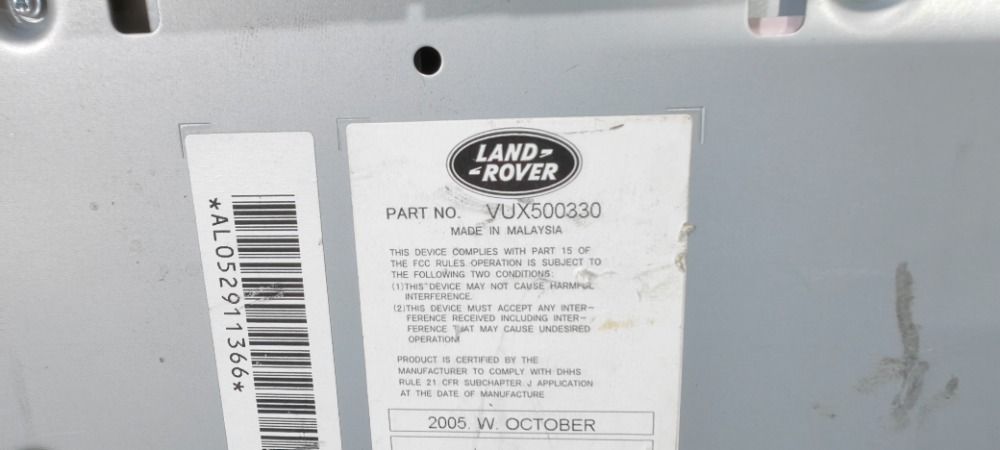 *AL052911366*
LAND
ROVER
PART NO. VUX500330
MADE IN MALAYSIA
THIS DEVICE COMPLIES WITH PART 15 OF
THE FCC RULES OPERATION IS SUBJECT TO
THE FOLLOWING TWO CONDITIONS:
(1)THIS DEVICE MAY NOT CAUSE HARMFUL
INTERFERENCE.
(2)THIS DEVICE MUST ACCEPT ANY INTER-
FERENCE RECEIVED INCLUDING INTER-
FERENCE THAT MAY CAUSE UNDESIRED
OPERATION
PRODUCT IS CERTIFIED BY THE
MANUFACTURER TO COMPLY WITH DHHS
RULE 21 CFR SUBCHAPTER J APPLICATION
AT THE DATE OF MANUFACTURE
2005. W. OCTOBER